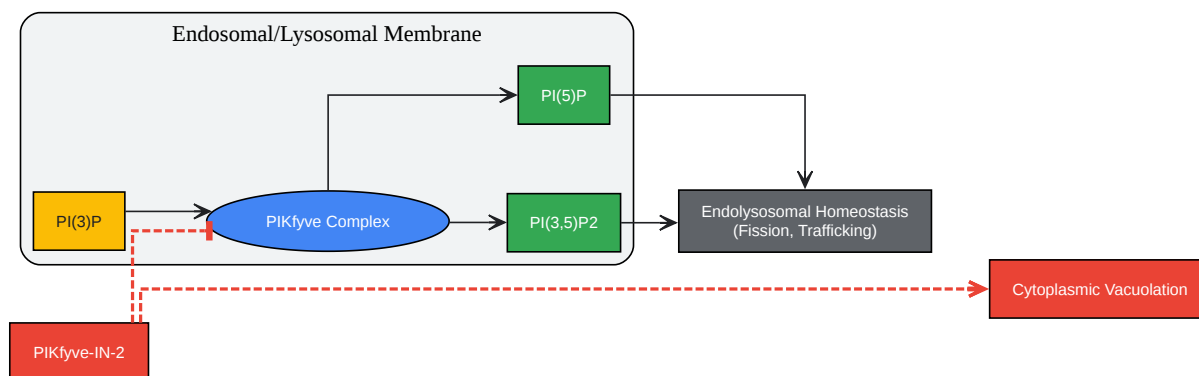 Endosomal/Lysosomal Membrane
PI(5)P
PI(3)P
PIKfyve Complex
PI(3,5)P2
Endolysosomal Homeostasis
(Fission, Trafficking)
Cytoplasmic Vacuolation
PIKfyve-IN-2